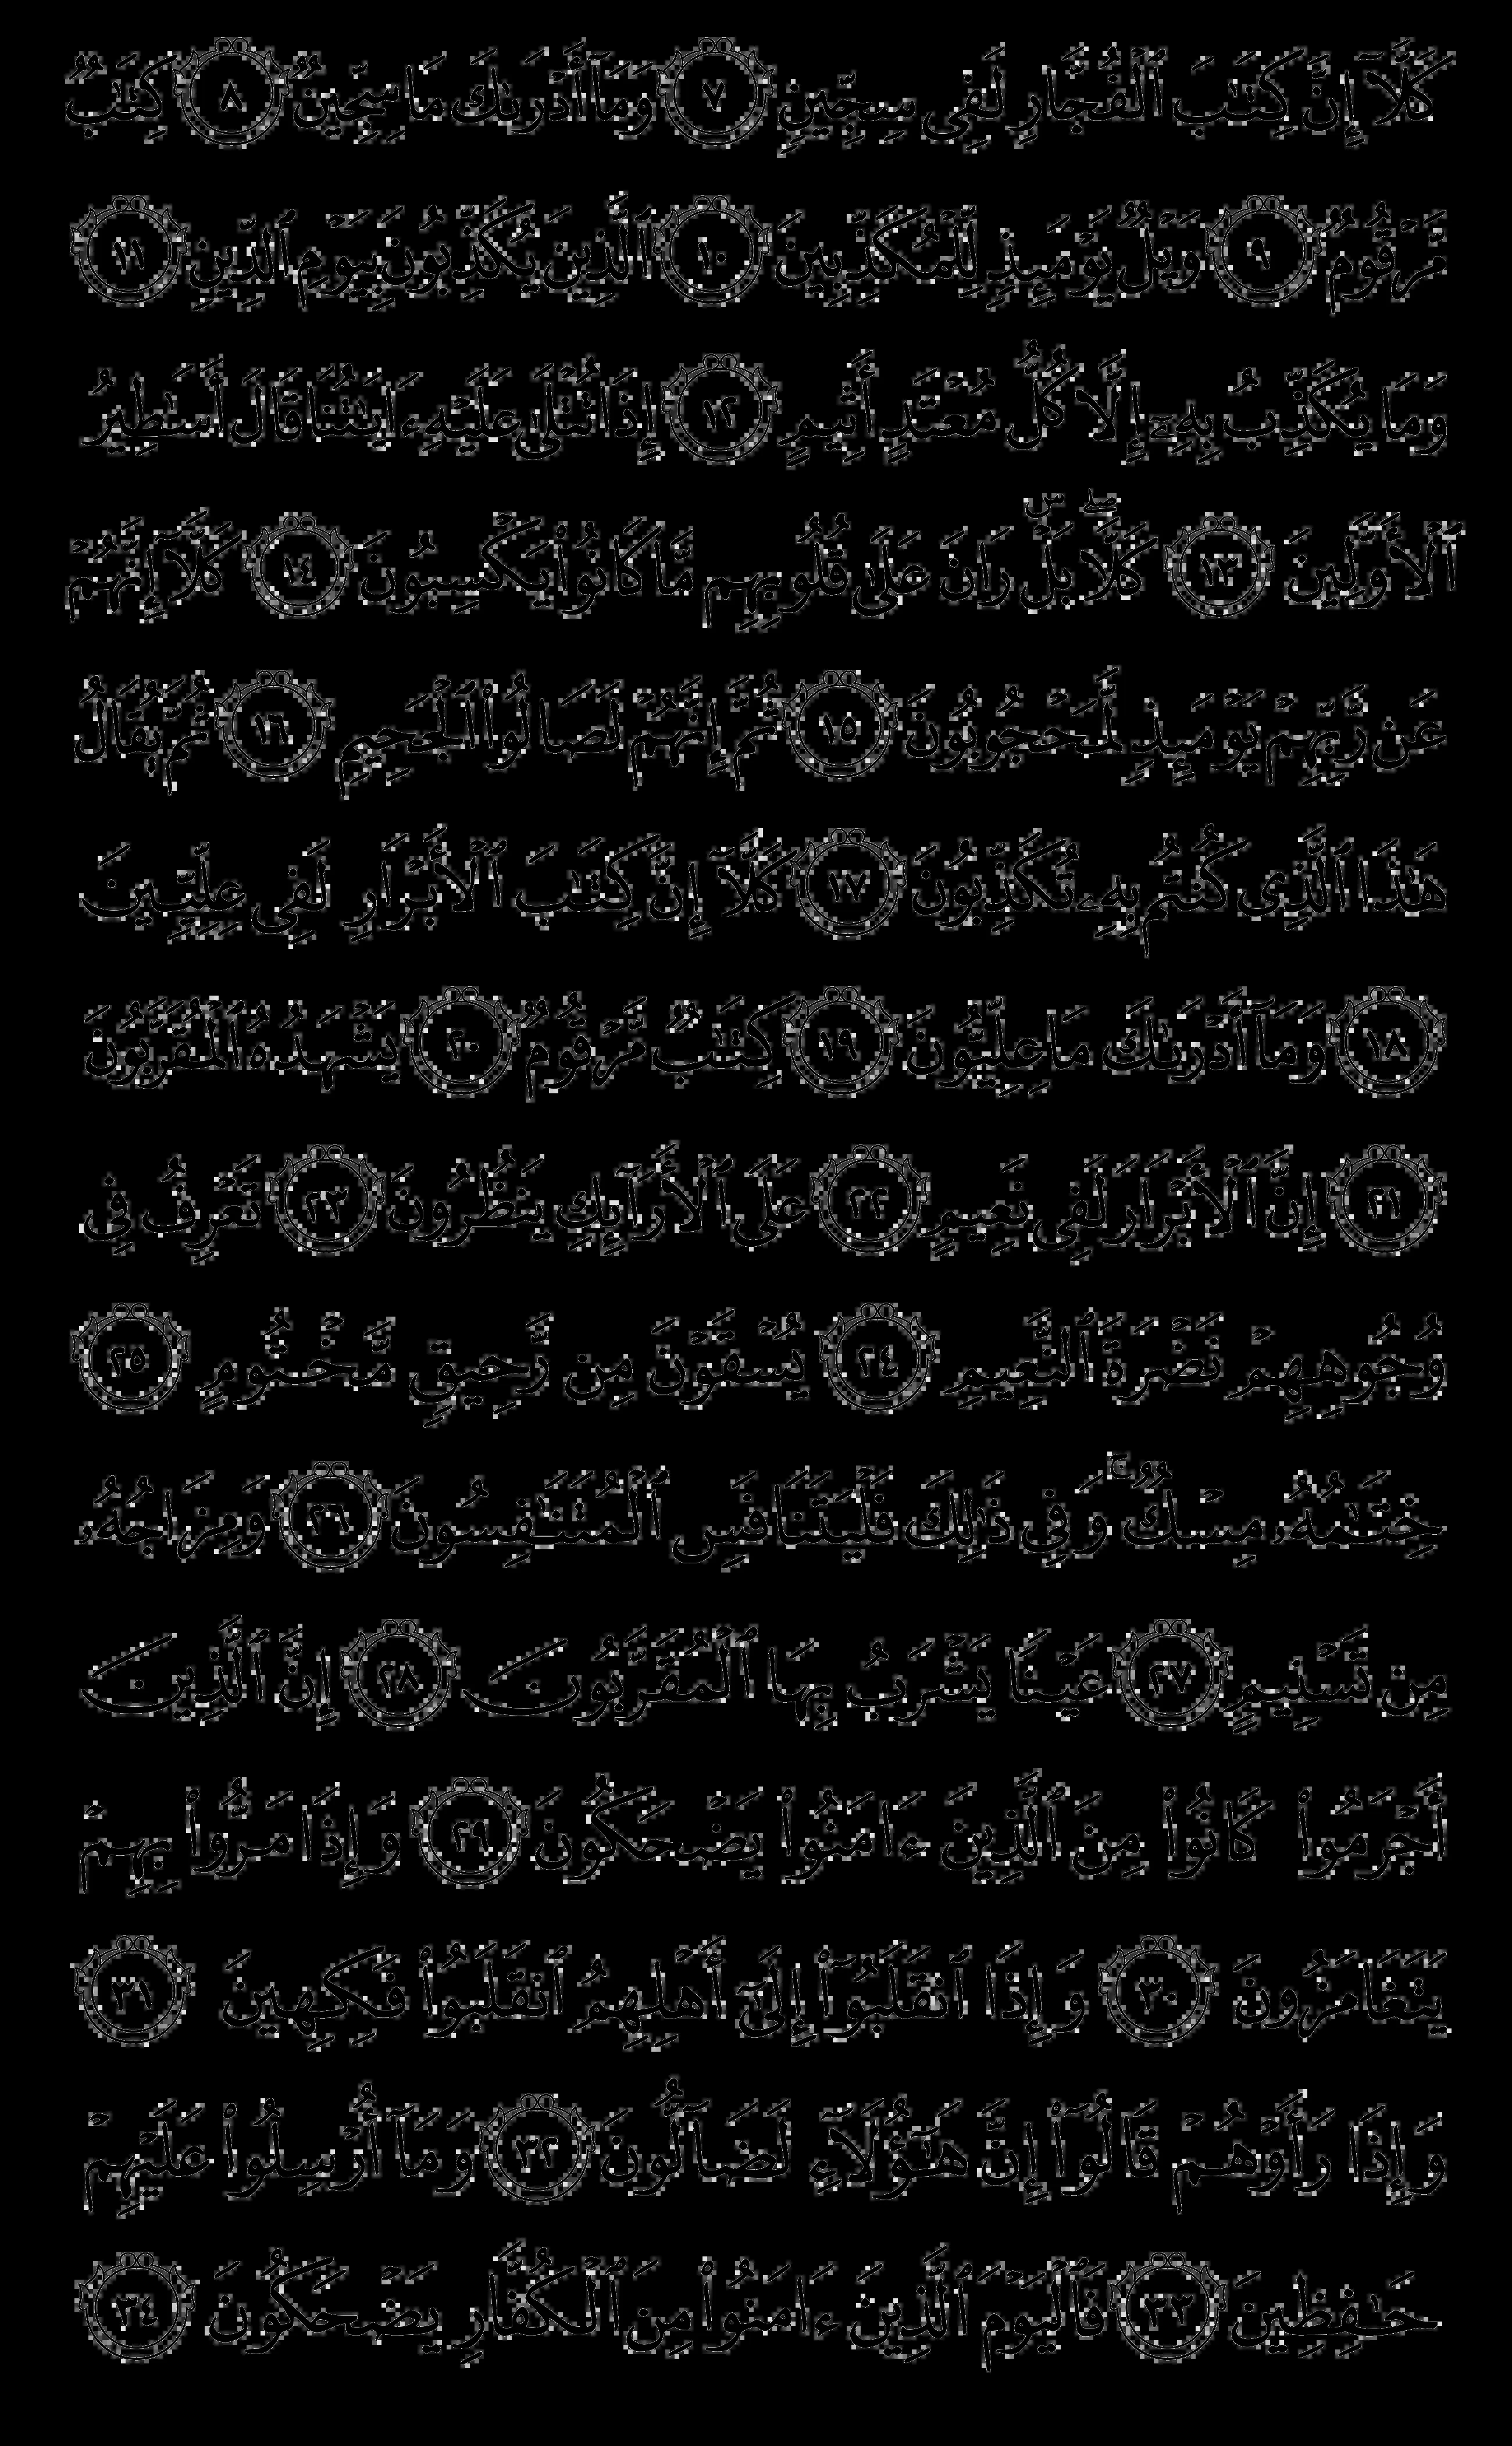 كَلَّآ إِنَّ كِتَٰبَ ٱلْفُجَّارِ لَفِى سِجِّينٍ ٧ وَمَآ أَدْرَىٰكَ مَا سِجِّينٌ ٨ كِتَٰبٌ
مَّرْقُومٌ ٩ وَيْلٌ يَوْمَئِذٍ لِّلْمُكَذِّبِينَ ١٠ ٱلَّذِينَ يُكَذِّبُونَ بِيَوْمِ ٱلدِّينِ ١١
وَمَا يُكَذِّبُ بِهِۦٓ إِلَّا كُلُّ مُعْتَدٍ أَثِيمٍ ١٢ إِذَا تُتْلَىٰ عَلَيْهِ ءَايَٰتُنَا قَالَ أَسَٰطِيرُ
ٱلْأَوَّلِينَ ١٣ كَلَّا ۖ بَلْ ۜ رَانَ عَلَىٰ قُلُوبِهِم مَّا كَانُوا۟ يَكْسِبُونَ ١٤ كَلَّآ إِنَّهُمْ
عَن رَّبِّهِمْ يَوْمَئِذٍ لَّمَحْجُوبُونَ ١٥ ثُمَّ إِنَّهُمْ لَصَالُوا۟ ٱلْجَحِيمِ ١٦ ثُمَّ يُقَالُ
هَٰذَا ٱلَّذِى كُنتُم بِهِۦ تُكَذِّبُونَ ١٧ كَلَّآ إِنَّ كِتَٰبَ ٱلْأَبْرَارِ لَفِى عِلِّيِّينَ
١٨ وَمَآ أَدْرَىٰكَ مَا عِلِّيُّونَ ١٩ كِتَٰبٌ مَّرْقُومٌ ٢٠ يَشْهَدُهُ ٱلْمُقَرَّبُونَ
٢١ إِنَّ ٱلْأَبْرَارَ لَفِى نَعِيمٍ ٢٢ عَلَى ٱلْأَرَآئِكِ يَنظُرُونَ ٢٣ تَعْرِفُ فِى
وُجُوهِهِمْ نَضْرَةَ ٱلنَّعِيمِ ٢٤ يُسْقَوْنَ مِن رَّحِيقٍ مَّخْتُومٍ ٢٥
خِتَٰمُهُۥ مِسْكٌ ۚ وَفِى ذَٰلِكَ فَلْيَتَنَافَسِ ٱلْمُتَنَٰفِسُونَ ٢٦ وَمِزَاجُهُۥ
مِن تَسْنِيمٍ ٢٧ عَيْنًا يَشْرَبُ بِهَا ٱلْمُقَرَّبُونَ ٢٨ إِنَّ ٱلَّذِينَ
أَجْرَمُوا۟ كَانُوا۟ مِنَ ٱلَّذِينَ ءَامَنُوا۟ يَضْحَكُونَ ٢٩ وَإِذَا مَرُّوا۟ بِهِمْ
يَتَغَامَزُونَ ٣٠ وَإِذَا ٱنقَلَبُوٓا۟ إِلَىٰٓ أَهْلِهِمُ ٱنقَلَبُوا۟ فَكِهِينَ ٣١
وَإِذَا رَأَوْهُمْ قَالُوٓا۟ إِنَّ هَٰٓؤُلَآءِ لَضَآلُّونَ ٣٢ وَمَآ أُرْسِلُوا۟ عَلَيْهِمْ
حَٰفِظِينَ ٣٣ فَٱلْيَوْمَ ٱلَّذِينَ ءَامَنُوا۟ مِنَ ٱلْكُفَّارِ يَضْحَكُونَ ٣٤